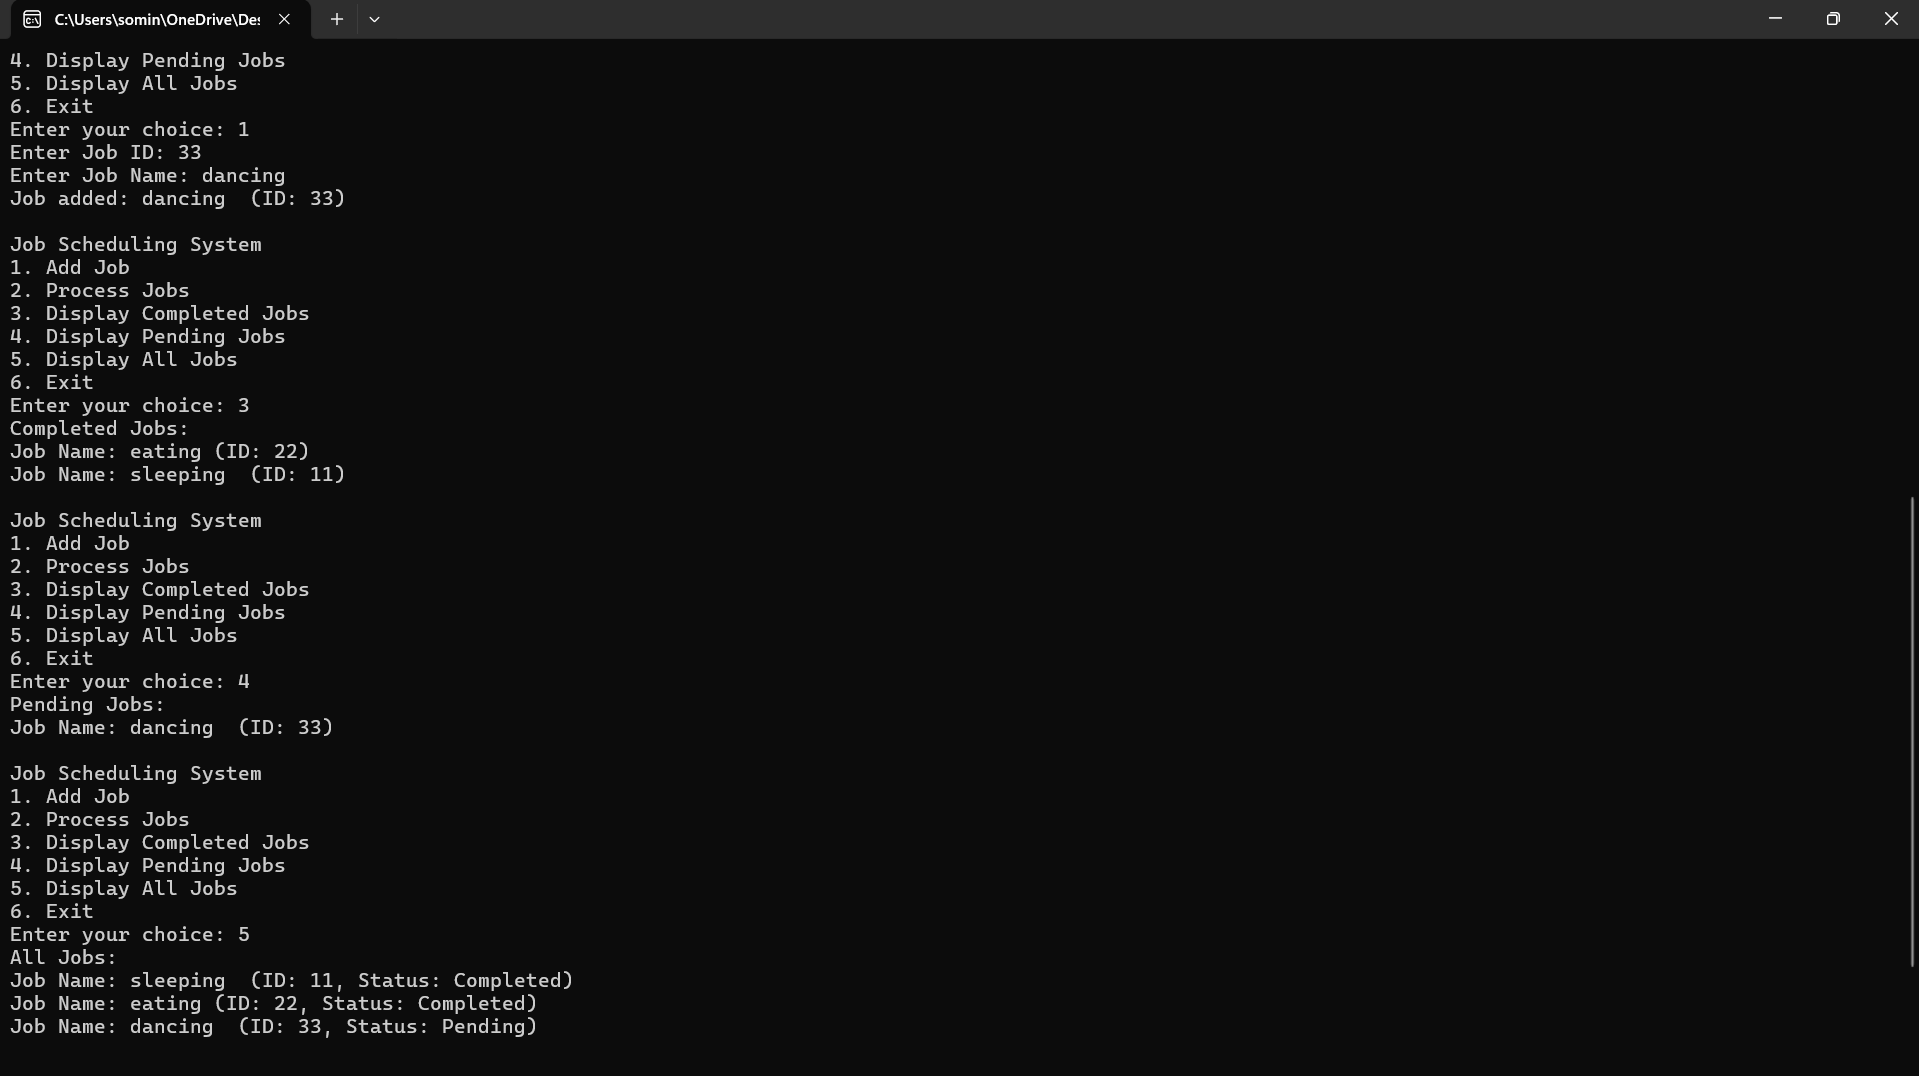 C:\Users\somin\OneDrive\Des
4. Display Pending Jobs
5. Display All Jobs
6. Exit
Enter your choice: 1
Enter Job ID: 33
Enter Job Name: dancing
Job added: dancing  (ID: 33)

Job Scheduling System
1. Add Job
2. Process Jobs
3. Display Completed Jobs
4. Display Pending Jobs
5. Display All Jobs
6. Exit
Enter your choice: 3
Completed Jobs:
Job Name: eating (ID: 22)
Job Name: sleeping  (ID: 11)

Job Scheduling System
1. Add Job
2. Process Jobs
3. Display Completed Jobs
4. Display Pending Jobs
5. Display All Jobs
6. Exit
Enter your choice: 4
Pending Jobs:
Job Name: dancing  (ID: 33)

Job Scheduling System
1. Add Job
2. Process Jobs
3. Display Completed Jobs
4. Display Pending Jobs
5. Display All Jobs
6. Exit
Enter your choice: 5
All Jobs:
Job Name: sleeping  (ID: 11, Status: Completed)
Job Name: eating (ID: 22, Status: Completed)
Job Name: dancing  (ID: 33, Status: Pending)